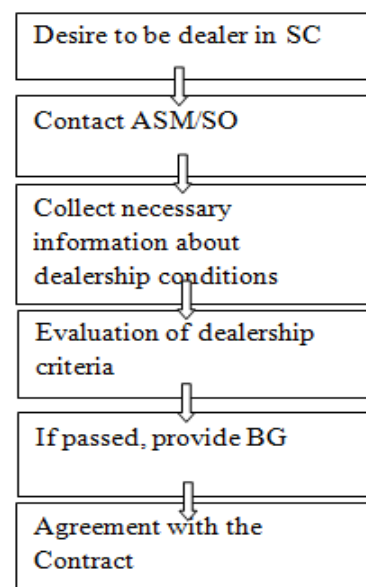 Desire to be dealer in SC
Contact ASM/SO
Collect necessary
information about
dealership conditions
Evaluation of dealership
criteria
If passed, provide BG
Agreement with the
Contract